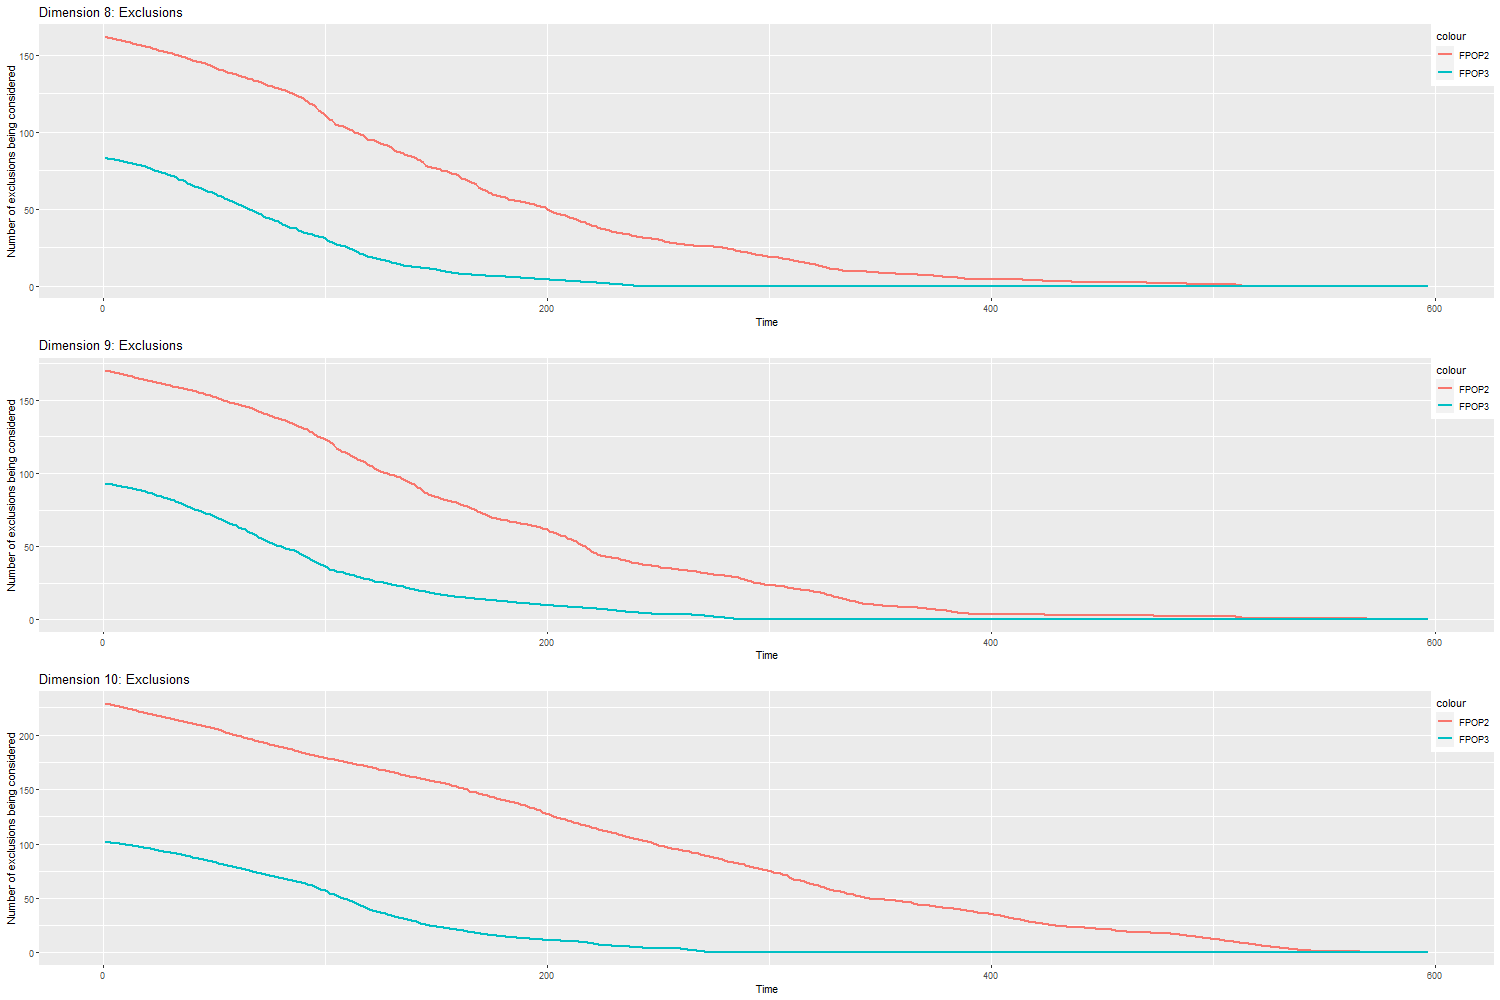 Dimension 8: Exclusions
Number of exclusions being considered
150
100
50
0
0 200 400 600
Time
colour
FPOP2
FPOP3
Dimension 9: Exclusions
Number of exclusions being considered
150
100
50
0
0 200 400 600
Time
colour
FPOP2
FPOP3
Dimension 10: Exclusions
Number of exclusions being considered
200
150
100
50
0
0 200 400 600
Time
colour
FPOP2
FPOP3